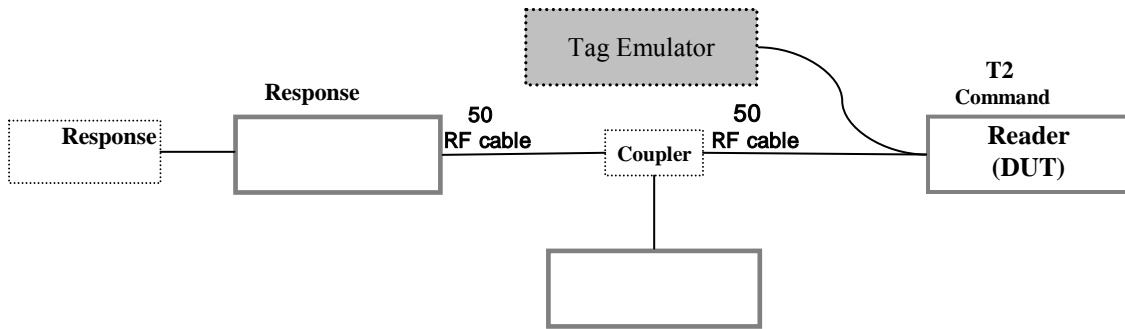 Tag Emulator
T2
Command
Response
50
RF cable
50
RF cable
Response
Coupler
Reader
(DUT)